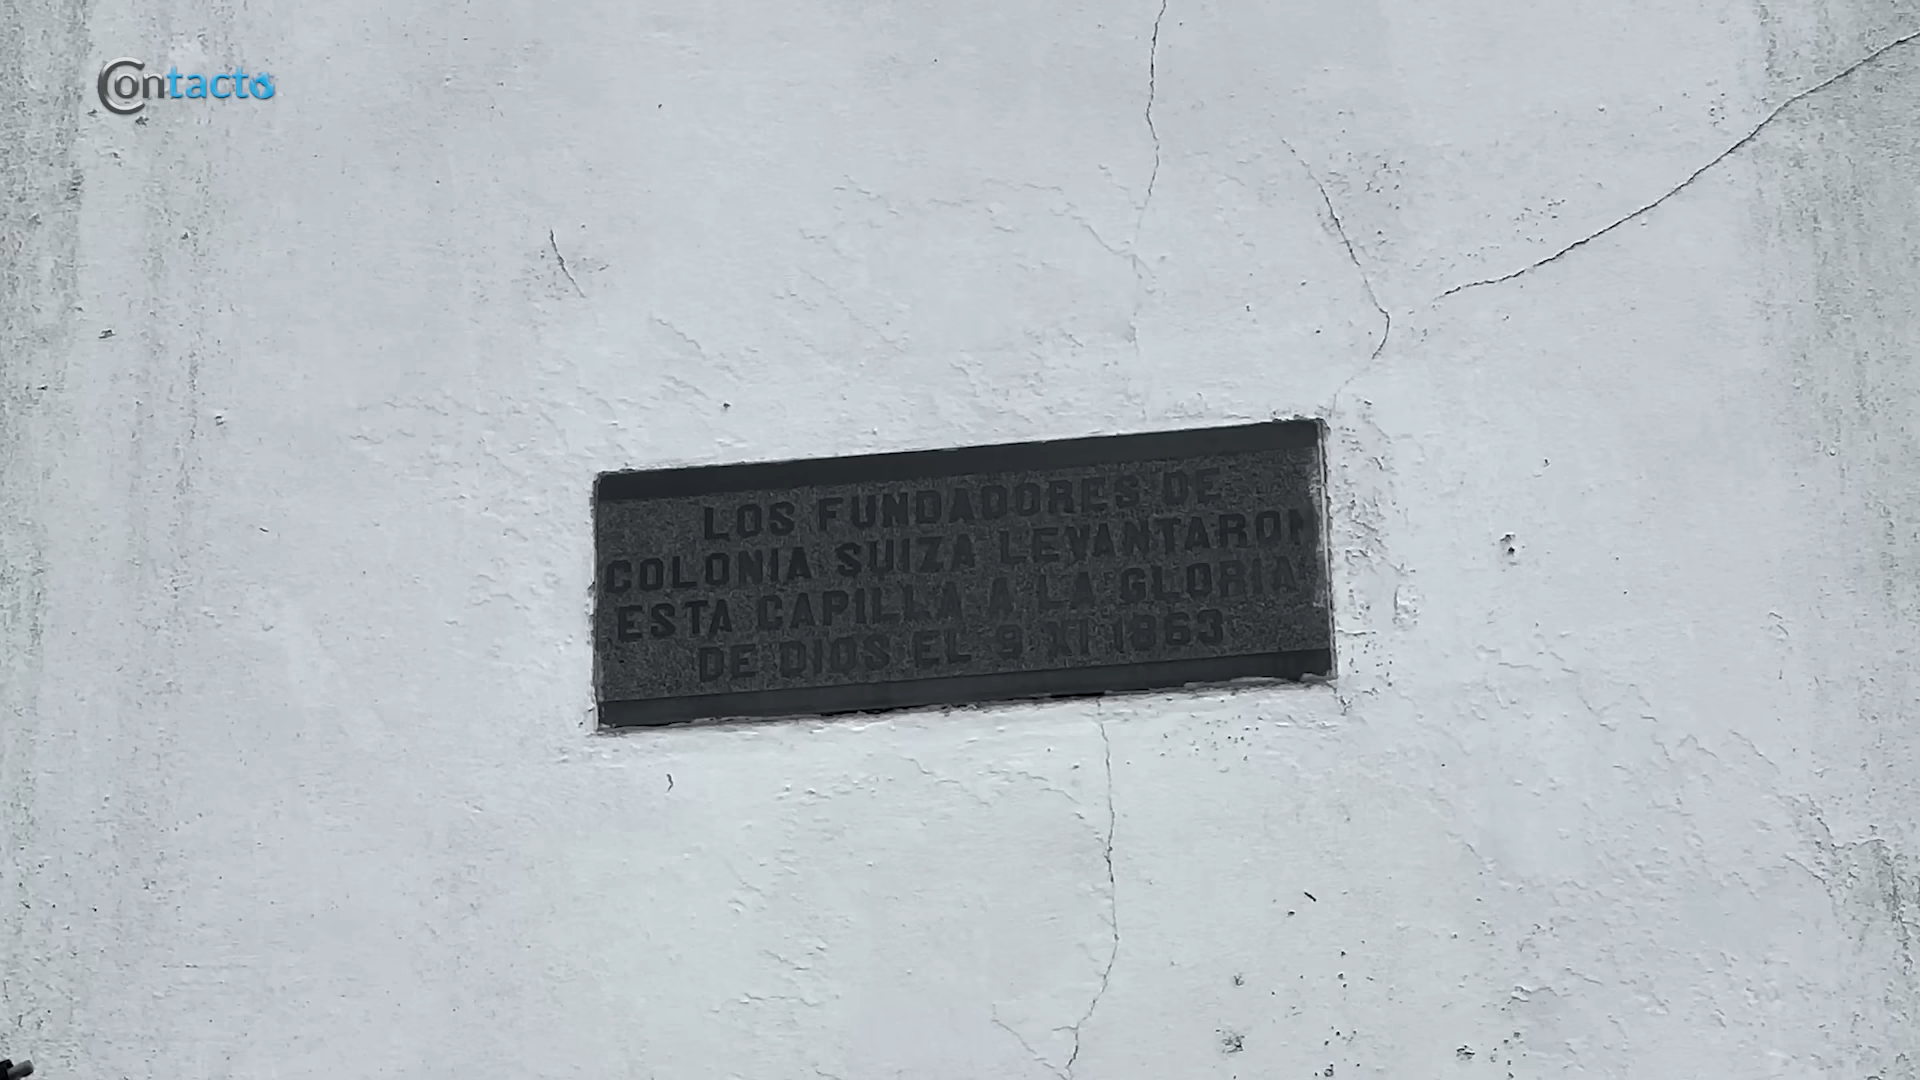 Contacto
LOS FUNDADORES DE
COLONIA SUIZA LEVANTARON
ESTA CAPILLA A LA GLORIA
DE DIOS EL 9 XI 1863